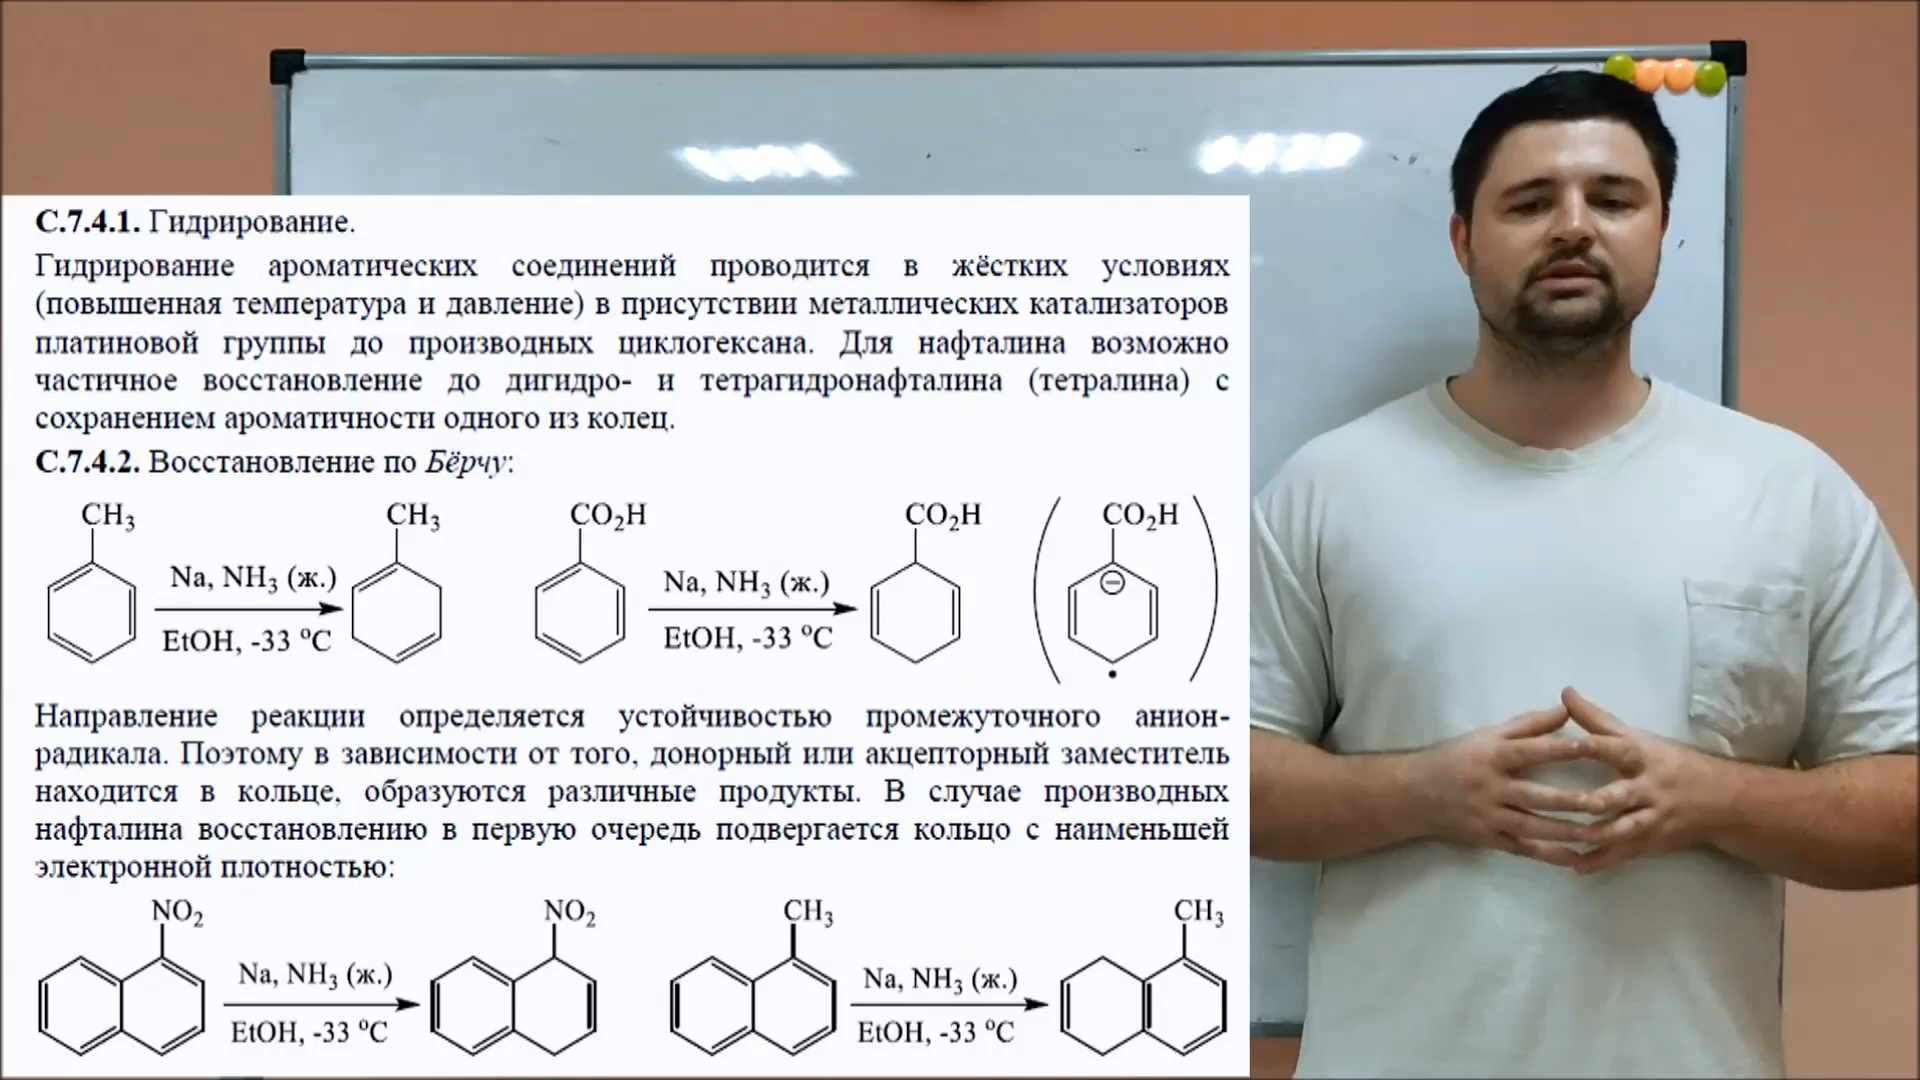 С.7.4.1. Гидрирование.
Гидрирование ароматических соединений проводится в жёстких условиях
(повышенная температура и давление) в присутствии металлических катализаторов
платиновой группы до производных циклогексана. Для нафталина возможно
частичное восстановление до дигидро- и тетрагидронафталина (тетралина) с
сохранением ароматичности одного из колец.
С.7.4.2. Восстановление по Бёрчу:
CH₃ CH₃ CO₂H CO₂H CO₂H
Na, NH₃ (ж.) Na, NH₃ (ж.)
EtOH, -33 °C EtOH, -33 °C
Направление реакции определяется устойчивостью промежуточного анион-
радикала. Поэтому в зависимости от того, донорный или акцепторный заместитель
находится в кольце, образуются различные продукты. В случае производных
нафталина восстановлению в первую очередь подвергается кольцо с наименьшей
электронной плотностью:
NO₂ NO₂ CH₃ CH₃
Na, NH₃ (ж.) Na, NH₃ (ж.)
EtOH, -33 °C EtOH, -33 °C